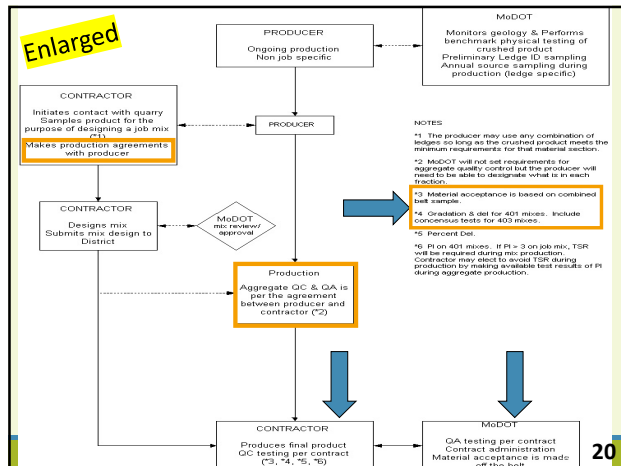 Enlarged
PRODUCER
Ongoing production
Non job specific
MoDOT
Monitors geology & Performs
benchmark physical testing of
crushed product
Preliminary Ledge ID sampling
Annual source sampling during
production (ledge specific)
CONTRACTOR
Initiates contact with quarry
Samples product for the
purpose of designing a job mix
(*1)
Makes production agreements
with producer
PRODUCER
NOTES
*1 The producer may use any combination of
ledges so long as the crushed product meets the
minimum requirements for that material section.
*2 MoDOT will not set requirements for
aggregate quality control but the producer will
need to be able to designate what is in each
fraction.
*3 Material acceptance is based on combined
belt sample.
*4 Gradation & del for 401 mixes. Include
concensus tests for 403 mixes.
*5 Percent Del.
*6 PI on 401 mixes. If PI > 3 on job mix, TSR
will be required during mix production.
Contractor may elect to avoid TSR during
production by making available test results of PI
during aggregate production.
CONTRACTOR
Designs mix
Submits mix design to
District
MoDOT
mix review/
approval
Production
Aggregate QC & QA is
per the agreement
between producer and
contractor (*2)
CONTRACTOR
Produces final product
QC testing per contract
(*3, *4, *5, *6)
MoDOT
QA testing per contract
Contract administration
Material acceptance is made
off the belt
20